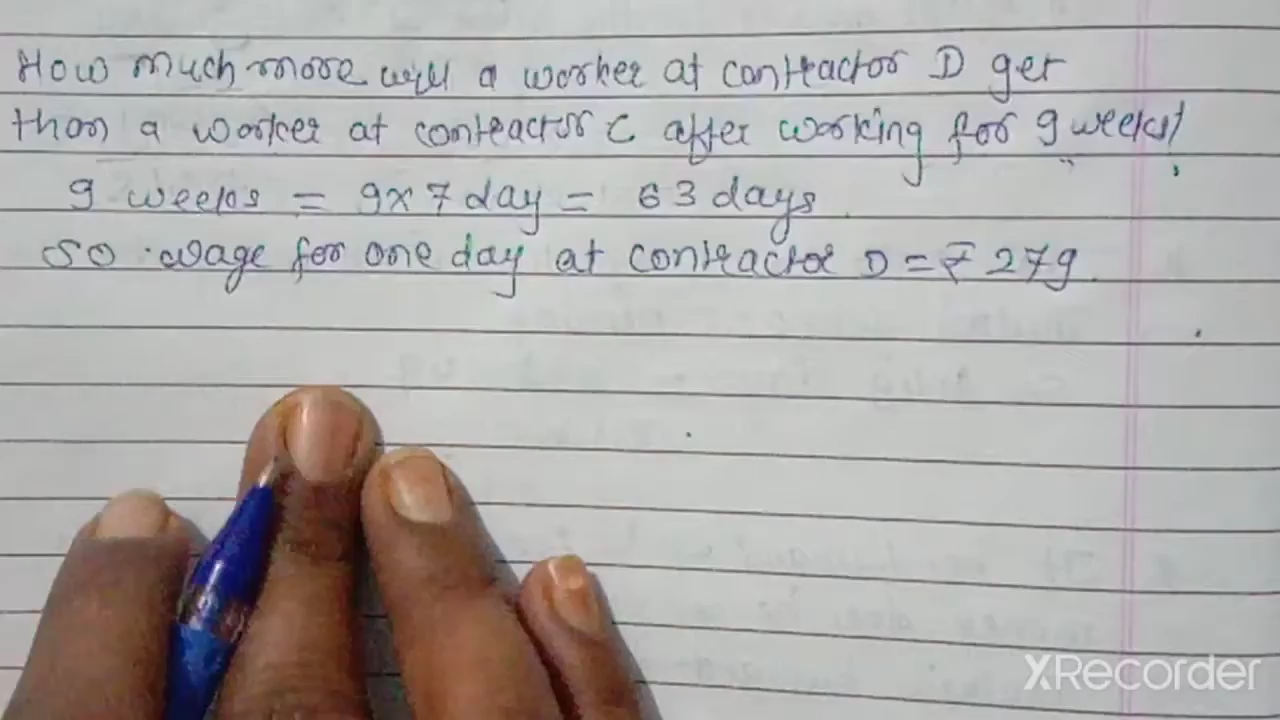 How much more will a worker at contractor D get
than a worker at contractor C after working for 9 weeks?
9 weeks = 9x7 day = 63 days.
So wage for one day at contractor D = ₹ 279.
XRecorder